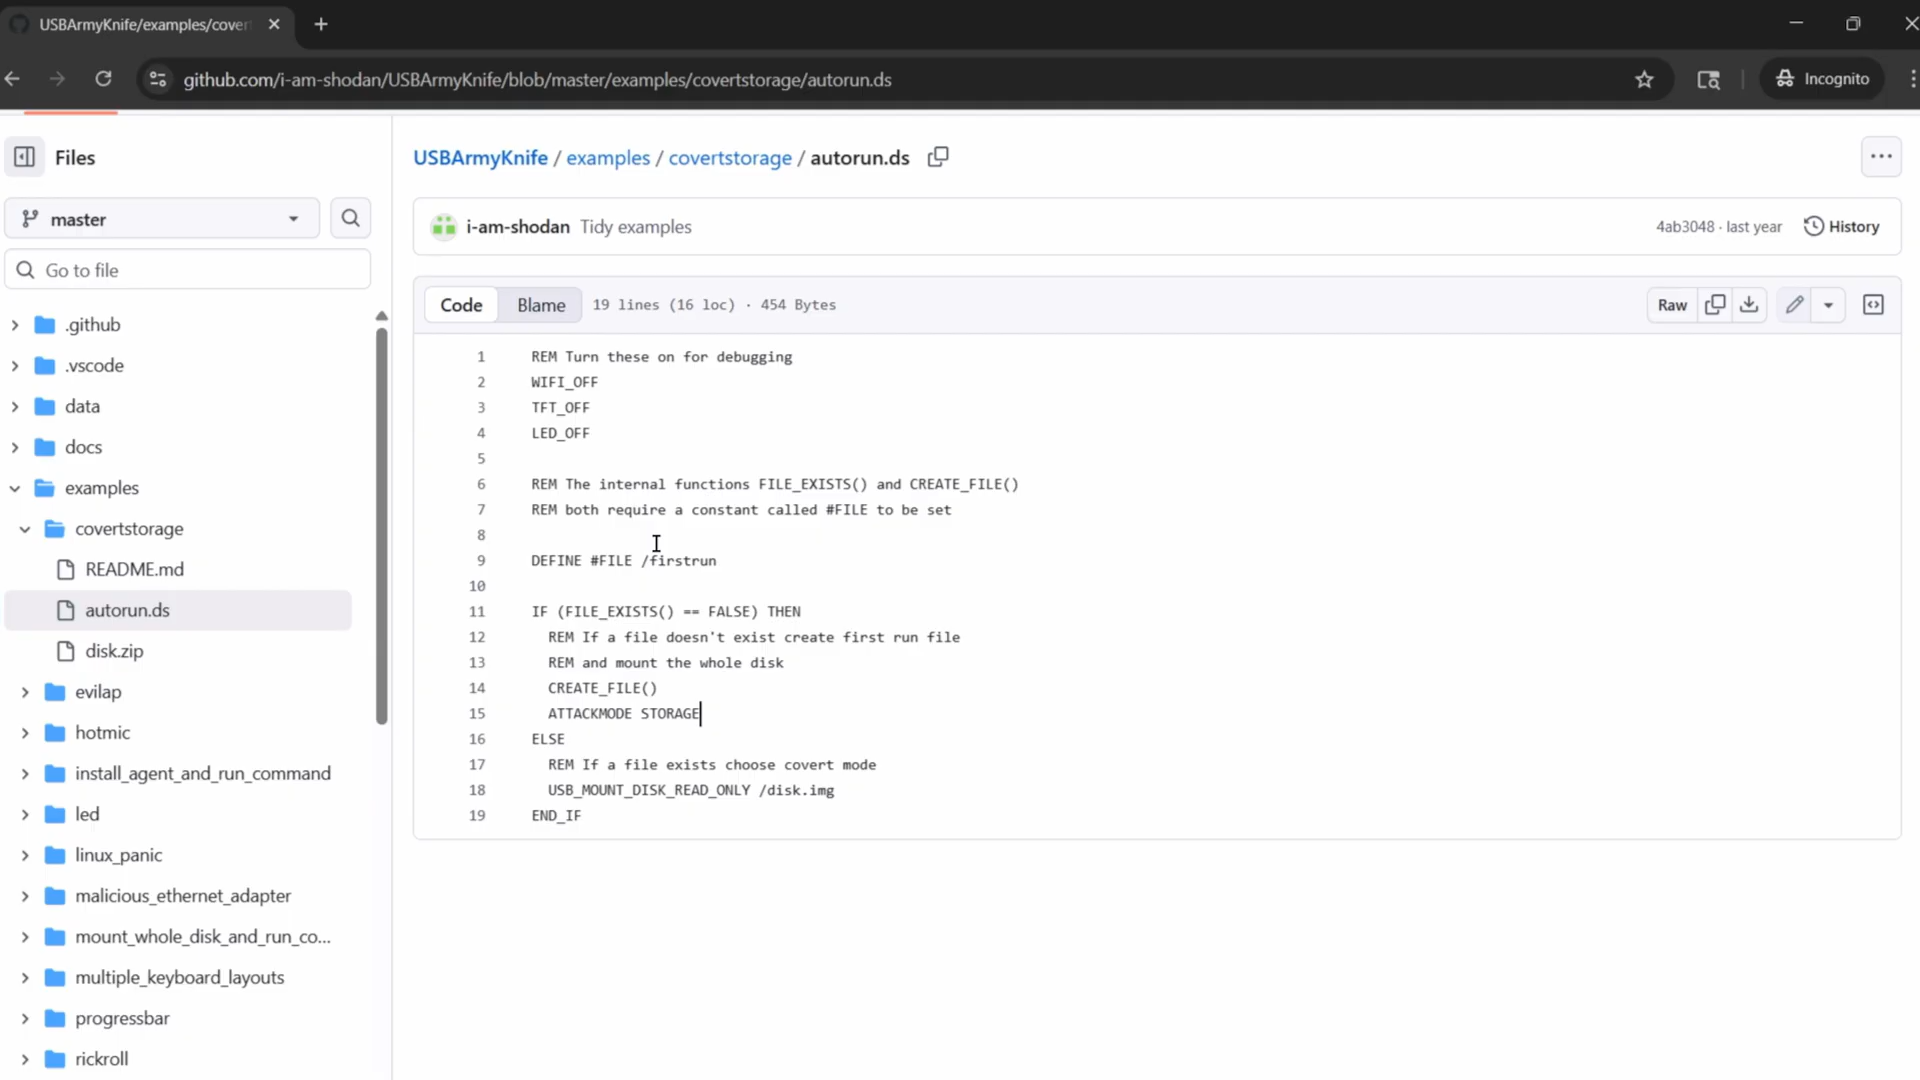 USBArmyKnife/examples/cover
github.com/i-am-shodan/USBArmyKnife/blob/master/examples/covertstorage/autorun.ds
Incognito
Files
master
Go to file
.github
.vscode
data
docs
examples
covertstorage
README.md
autorun.ds
disk.zip
evilap
hotmic
install_agent_and_run_command
led
linux_panic
malicious_ethernet_adapter
mount_whole_disk_and_run_co...
multiple_keyboard_layouts
progressbar
rickroll
USBArmyKnife / examples / covertstorage / autorun.ds
i-am-shodan Tidy examples
4ab3048 · last year
History
Code
Blame
19 lines (16 loc) · 454 Bytes
Raw
1 REM Turn these on for debugging
2 WIFI_OFF
3 TFT_OFF
4 LED_OFF
5
6 REM The internal functions FILE_EXISTS() and CREATE_FILE()
7 REM both require a constant called #FILE to be set
8
9 DEFINE #FILE /firstrun
10
11 IF (FILE_EXISTS() == FALSE) THEN
12 REM If a file doesn't exist create first run file
13 REM and mount the whole disk
14 CREATE_FILE()
15 ATTACKMODE STORAGE
16 ELSE
17 REM If a file exists choose covert mode
18 USB_MOUNT_DISK_READ_ONLY /disk.img
19 END_IF